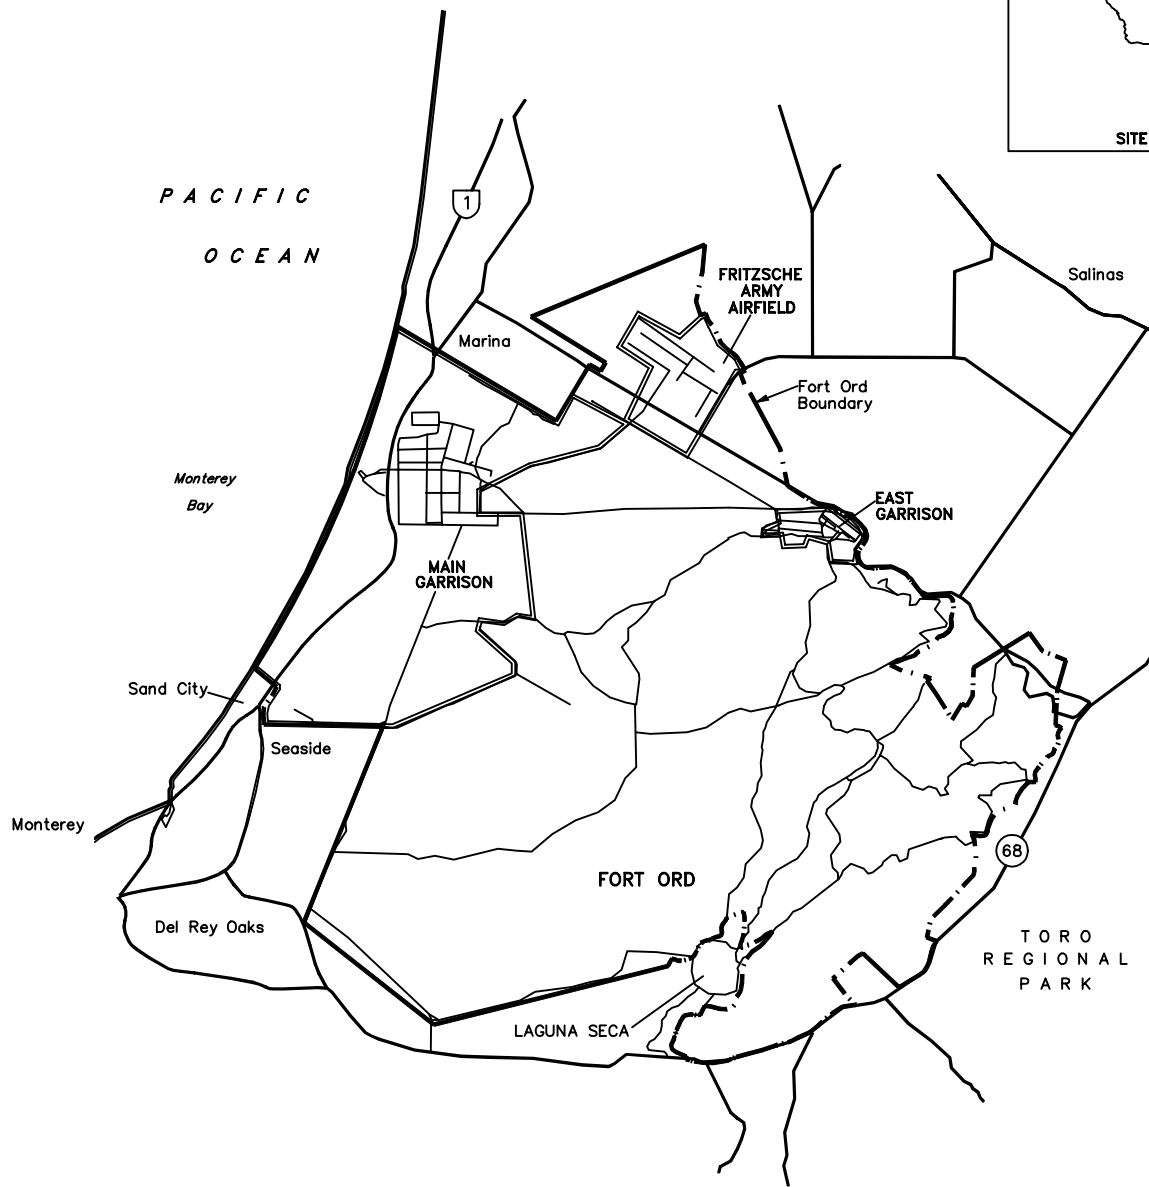 SITE
PACIFIC
OCEAN
1
FRITZSCHE
ARMY
AIRFIELD
Salinas
Marina
Fort Ord
Boundary
Monterey
Bay
EAST
GARRISON
MAIN
GARRISON
Sand City
Seaside
Monterey
68
FORT ORD
Del Rey Oaks
TORO
REGIONAL
PARK
LAGUNA SECA